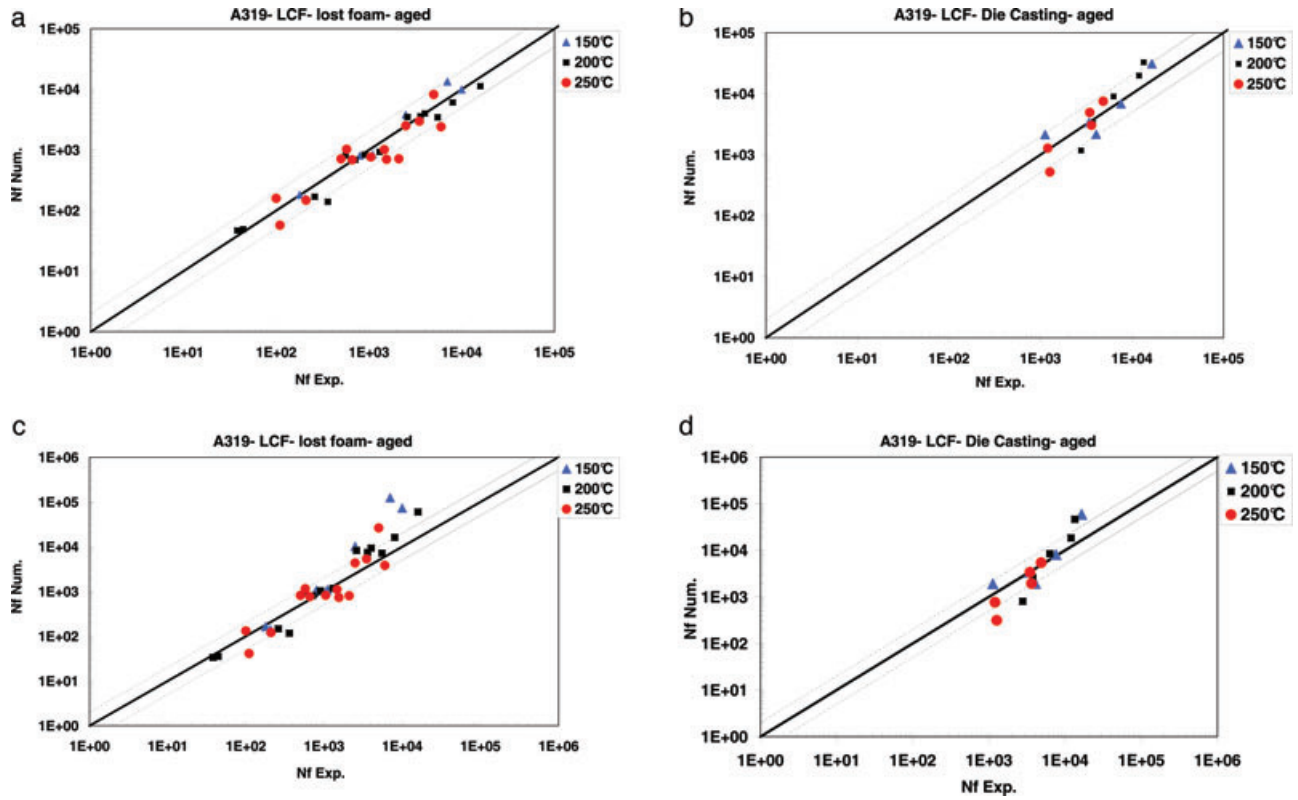 a
A319- LCF- lost foam- aged
1E+05
1E+04
1E+03
1E+02
1E+01
1E+00
Nf Num.
1E+00 1E+01 1E+02 1E+03 1E+04 1E+05
Nf Exp.
150°C
200°C
250°C
b
A319- LCF- Die Casting- aged
1E+05
1E+04
1E+03
1E+02
1E+01
1E+00
Nf Num.
1E+00 1E+01 1E+02 1E+03 1E+04 1E+05
Nf Exp.
150°C
200°C
250°C
c
A319- LCF- lost foam- aged
1E+06
1E+05
1E+04
1E+03
1E+02
1E+01
1E+00
Nf Num.
1E+00 1E+01 1E+02 1E+03 1E+04 1E+05 1E+06
Nf Exp.
150°C
200°C
250°C
d
A319- LCF- Die Casting- aged
1E+06
1E+05
1E+04
1E+03
1E+02
1E+01
1E+00
Nf Num.
1E+00 1E+01 1E+02 1E+03 1E+04 1E+05 1E+06
Nf Exp.
150°C
200°C
250°C